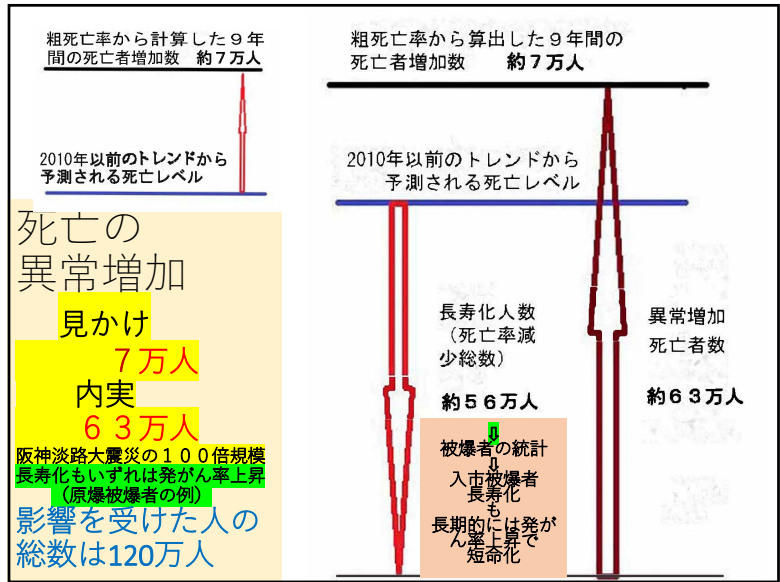 粗死亡率から計算した９年
間の死亡者増加数　約７万人
2010年以前のトレンドから
予測される死亡レベル
死亡の
異常増加
見かけ
７万人
内実
６３万人
阪神淡路大震災の１００倍規模
長寿化もいずれは発がん率上昇
（原爆被爆者の例）
影響を受けた人の
総数は120万人
粗死亡率から算出した９年間の
死亡者増加数　約７万人
2010年以前のトレンドから
予測される死亡レベル
長寿化人数
（死亡率減
少総数）
約５６万人
⇩
被爆者の統計
⇩
入市被爆者
長寿化
も
長期的には発が
ん率上昇で
短命化
異常増加
死亡者数
約６３万人